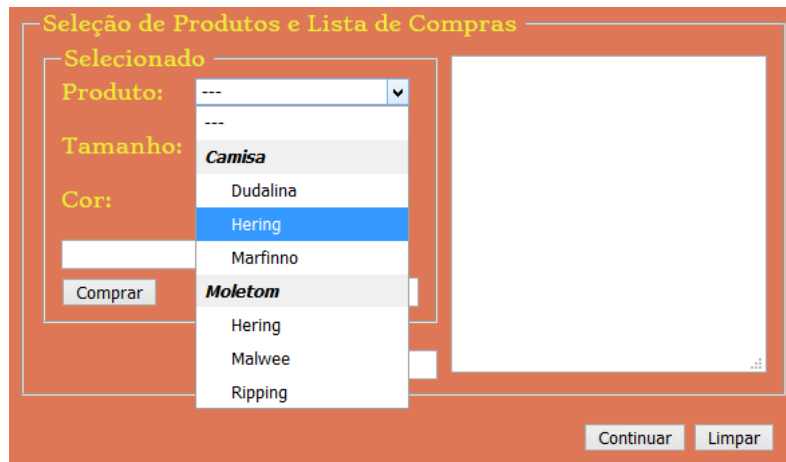 Seleção de Produtos e Lista de Compras
Selecionado
Produto:
---
---
Camisa
Dudalina
Hering
Marfinno
Moletom
Hering
Malwee
Ripping
Tamanho:
Cor:
Comprar
Continuar
Limpar